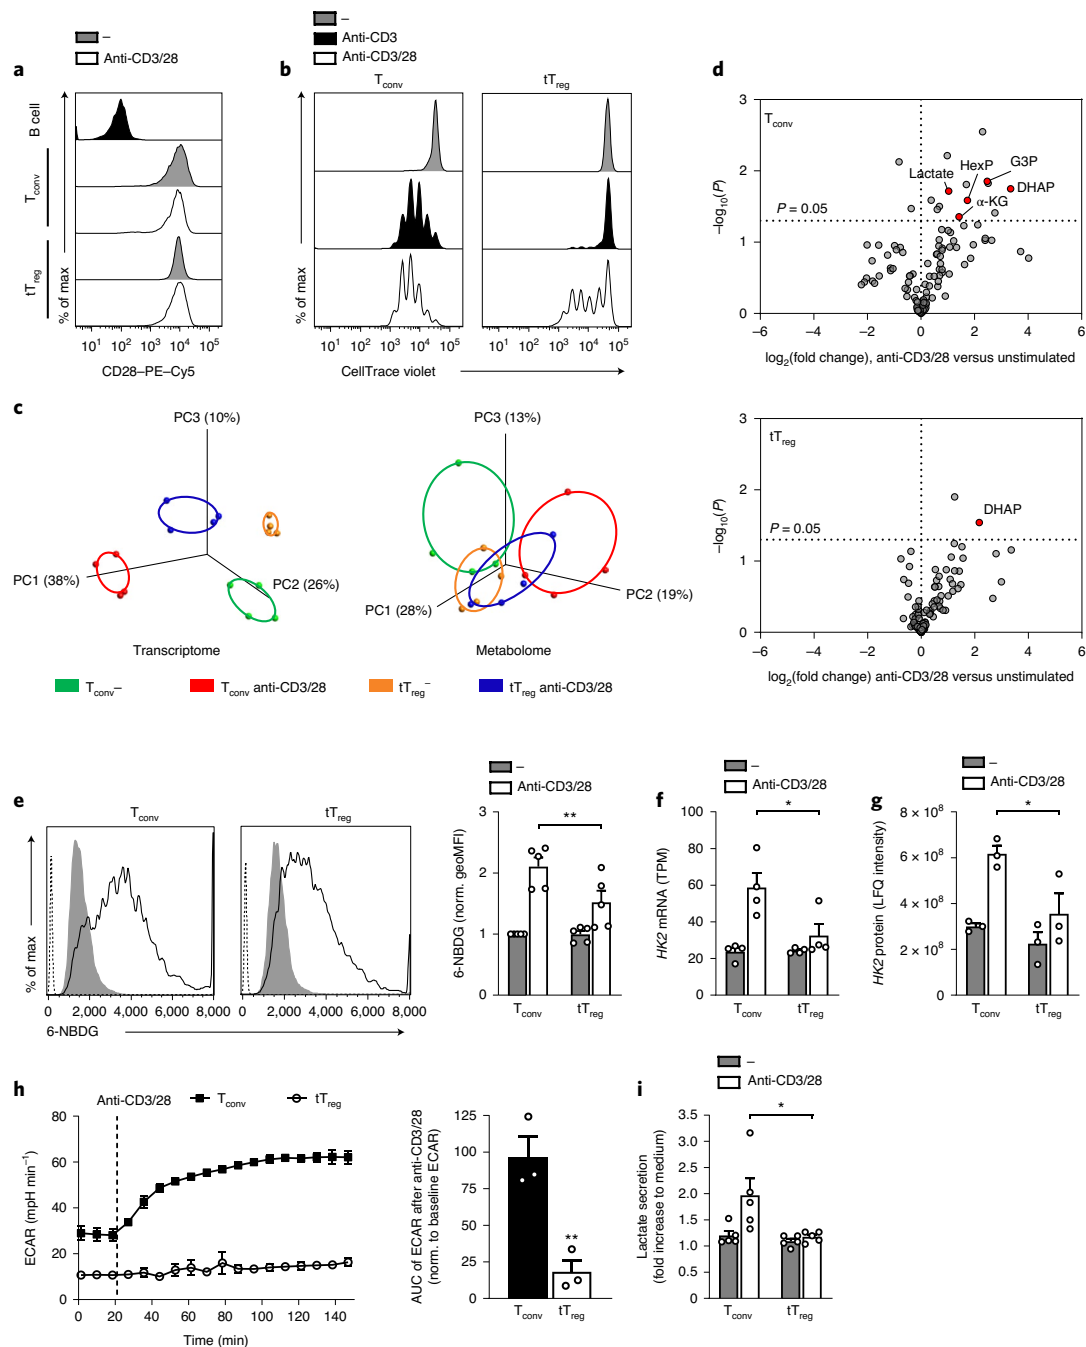 a
–
Anti-CD3/28
B cell
Tconv
tTreg
% of max
10¹ 10² 10³ 10⁴ 10⁵
CD28–PE–Cy5
b
–
Anti-CD3
Anti-CD3/28
Tconv
tTreg
% of max
10¹ 10² 10³ 10⁴ 10⁵
10¹ 10² 10³ 10⁴ 10⁵
CellTrace violet
c
PC3 (10%)
PC1 (38%)
PC2 (26%)
Transcriptome
PC3 (13%)
PC1 (28%)
PC2 (19%)
Metabolome
Tconv–
Tconv anti-CD3/28
tTreg–
tTreg anti-CD3/28
d
3
2
1
0
–log10(P)
Tconv
Lactate
HexP
G3P
DHAP
α-KG
P = 0.05
–6 –4 –2 0 2 4 6
log2(fold change), anti-CD3/28 versus unstimulated
3
2
1
0
–log10(P)
tTreg
DHAP
P = 0.05
–6 –4 –2 0 2 4 6
log2(fold change) anti-CD3/28 versus unstimulated
e
Tconv
tTreg
% of max
0 2,000 4,000 6,000 8,000
0 2,000 4,000 6,000 8,000
6-NBDG
–
Anti-CD3/28
3
2
1
0
6-NBDG (norm. geoMFI)
**
Tconv
tTreg
f
–
Anti-CD3/28
100
80
60
40
20
0
HK2 mRNA (TPM)
*
Tconv
tTreg
g
–
Anti-CD3/28
8 × 10⁸
6 × 10⁸
4 × 10⁸
2 × 10⁸
0
HK2 protein (LFQ intensity)
*
Tconv
tTreg
h
Anti-CD3/28
Tconv
tTreg
80
60
40
20
0
ECAR (mpH min⁻¹)
0 20 40 60 80 100 120 140
Time (min)
125
100
75
50
25
0
AUC of ECAR after anti-CD3/28
(norm. to baseline ECAR)
**
Tconv
tTreg
i
–
Anti-CD3/28
3.5
3.0
2.5
2.0
1.5
1.0
0.5
0
Lactate secretion
(fold increase to medium)
*
Tconv
tTreg